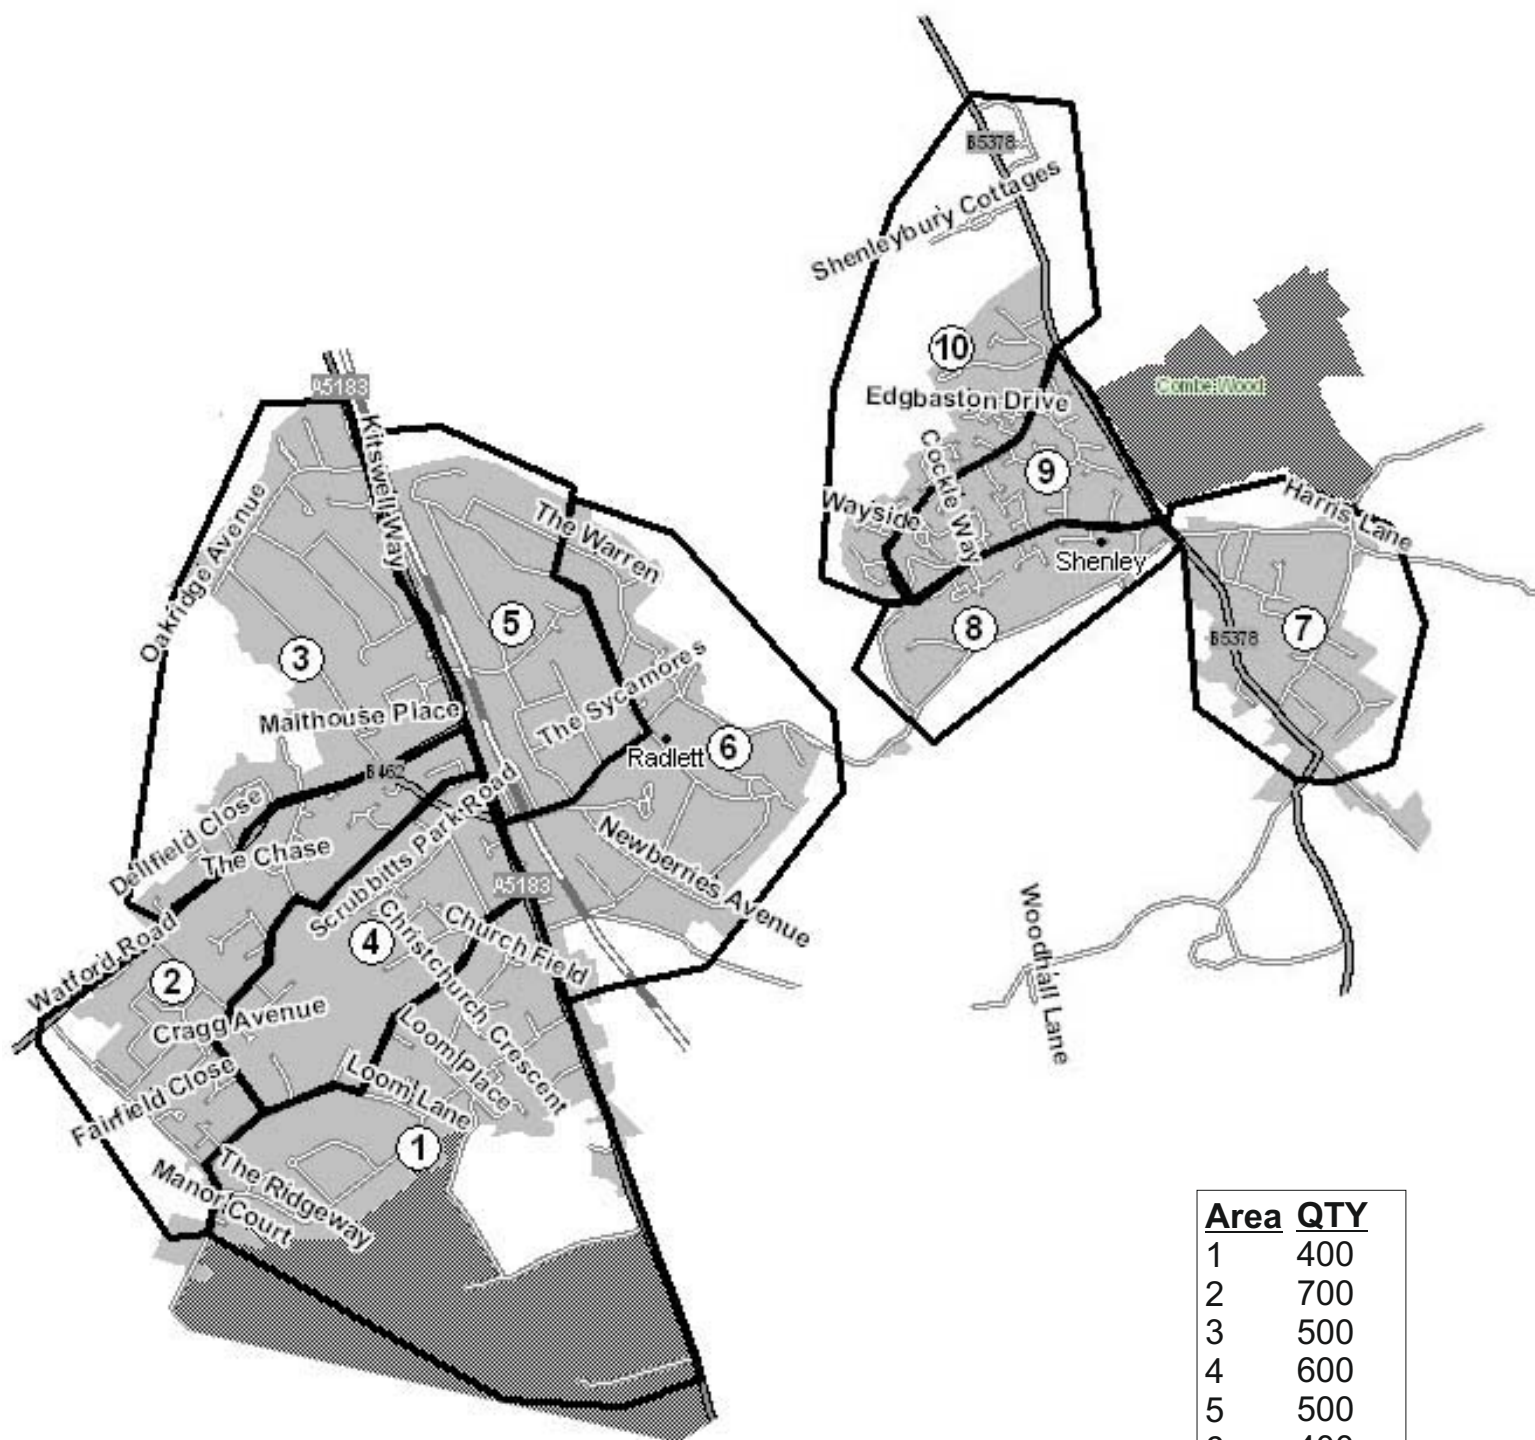 B5378
Shenleybury Cottages
10
Combe Wood
A5183
Edgbaston Drive
Kitswell Way
Cockle Way
9
Harris Lane
Oakridge Avenue
Wayside
The Warren
Shenley
5
8
B5378
7
3
The Sycamores
Malthouse Place
Radlett
6
B462
Dellfield Close
The Chase
Scrubbitts Park Road
Newberries Avenue
A5183
Watford Road
4
Christchurch Crescent
Church Field
Woodhall Lane
2
Cragg Avenue
Loom Place
Fairfield Close
Loom Lane
1
The Ridgeway
Manor Court
Area QTY
1 400
2 700
3 500
4 600
5 500